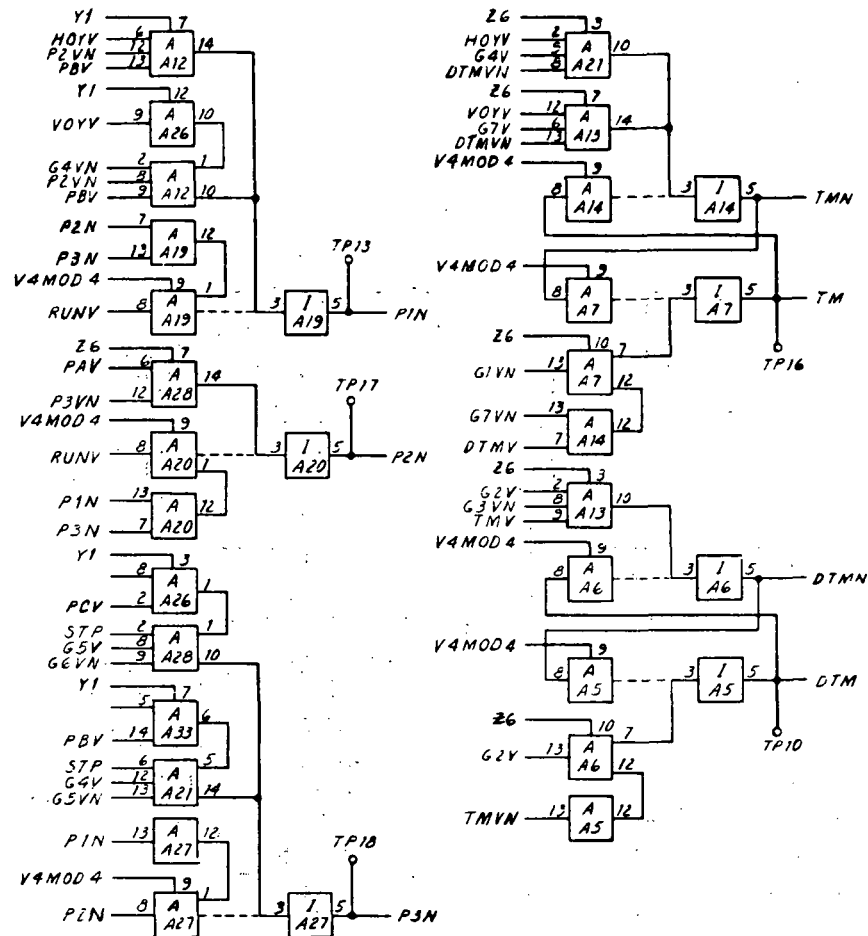 Y1 7
HOYV 6
P2VN 12 A 14
PBV 13 A12
Y1 12
VOYV 9 A 10
A26
G4VN 2 1
P2VN 8 A
PBV 9 A12 10
P2N 7 A 12
P3N 13 A19
V4MOD4 9 1
RUNV 8 A A19 3 I A19 5 P1N
TP13
Z6 7
PAV 6 A 14
P3VN 12 A28
V4MOD4 9
RUNV 8 A A20 1 3 I A20 5 P2N
TP17
P1N 13 A 12
P3N 7 A20
Y1 3
8 A 1
PCV 2 A26
STP 2 1
G5V 8 A
G6VN 9 A28 10
Y1 7
5 A 6
PBV 14 A33
STP 6 5
G4V 12 A
G5VN 13 A21 14
P1N 13 A 12
A27
V4MOD4 9 1
P2N 8 A A27 3 I A27 5 P3N
TP18
Z6 3
HOYV 2
G4V A 10
DTMVN 8 A21
Z6 7
VOYV 12
G7V 6 A 14
DTMVN 13
V4MOD4 9
8 A A14 3 I A14 5 TMN
V4MOD4 9
8 A A7 3 I A7 5 TM
TP16
Z6 10 7
G1VN 13 A A7 12
G7VN 13 A 12
DTMV 7 A14
Z6 3
G2V 2
G3VN 8 A 10
TMV 9 A13
V4MOD4 9
8 A A6 3 I A6 5 DTMN
V4MOD4 9
8 A A5 3 I A5 5 DTM
TP10
Z6 10 7
G2V 13 A A6 12
TMVN 13 A A5 12